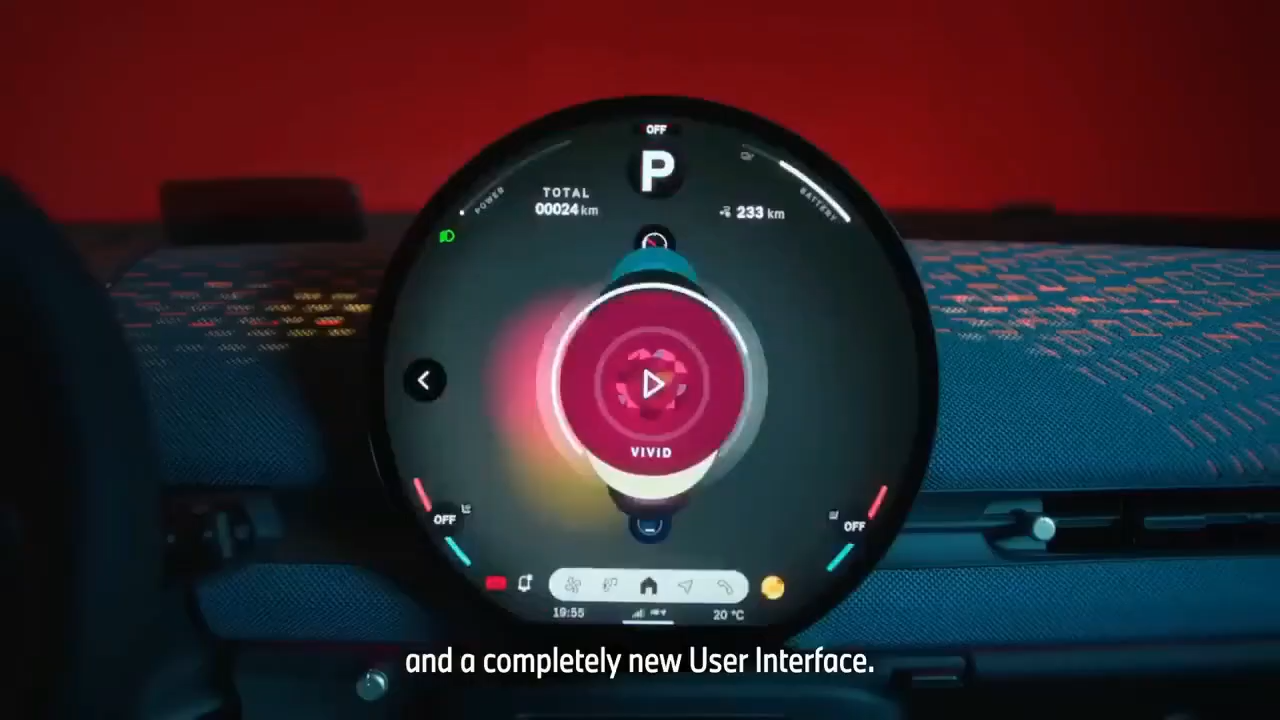 OFF
P
POWER
TOTAL
00024 km
233 km
BATTERY
VIVID
OFF
OFF
19:55
20 °C
and a completely new User Interface.